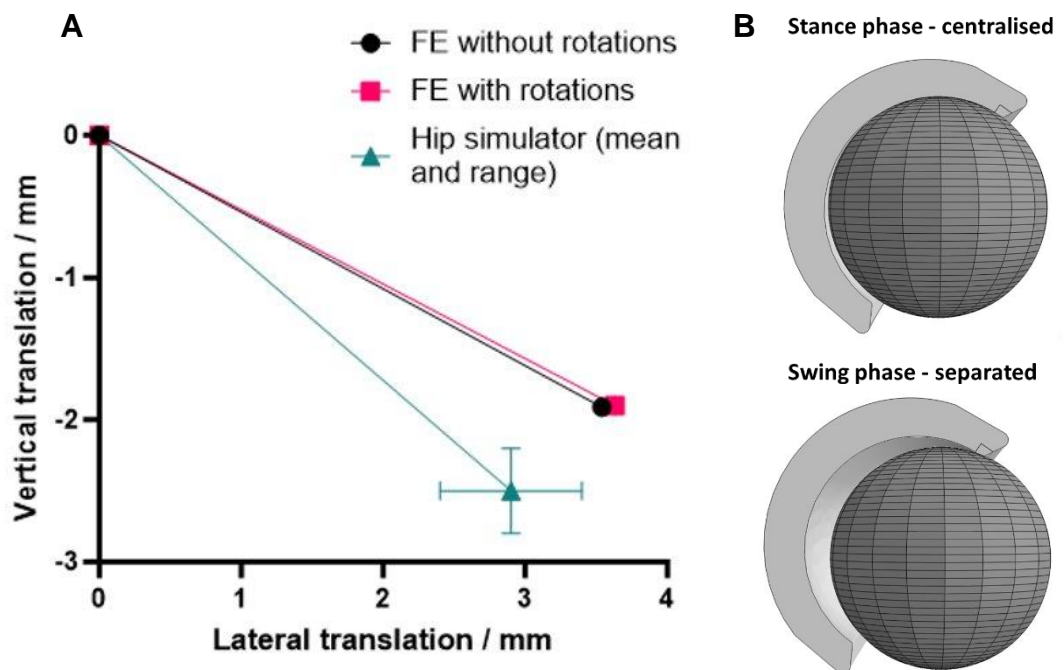 A
FE without rotations
FE with rotations
Hip simulator (mean
and range)
0
-1
-2
-3
Vertical translation / mm
0 1 2 3 4
Lateral translation / mm
B
Stance phase - centralised
Swing phase - separated